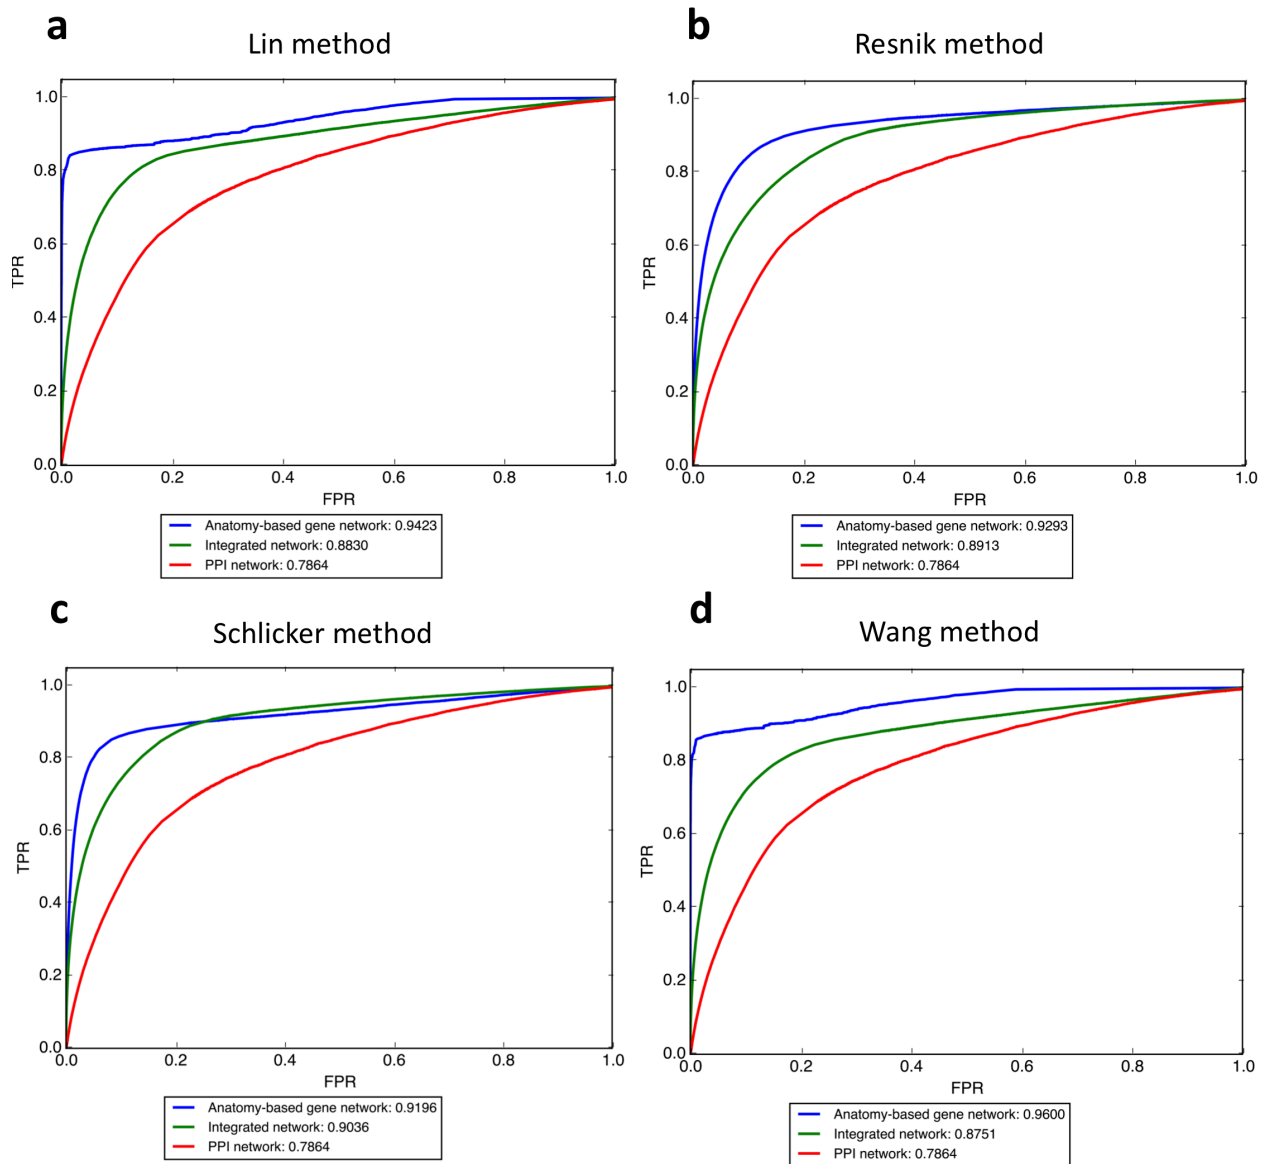 a
Lin method
1.0
0.8
0.6
0.4
0.2
0.0
TPR
0.0 0.2 0.4 0.6 0.8 1.0
FPR
Anatomy-based gene network: 0.9423
Integrated network: 0.8830
PPI network: 0.7864
b
Resnik method
1.0
0.8
0.6
0.4
0.2
0.0
TPR
0.0 0.2 0.4 0.6 0.8 1.0
FPR
Anatomy-based gene network: 0.9293
Integrated network: 0.8913
PPI network: 0.7864
c
Schlicker method
1.0
0.8
0.6
0.4
0.2
0.0
TPR
0.0 0.2 0.4 0.6 0.8 1.0
FPR
Anatomy-based gene network: 0.9196
Integrated network: 0.9036
PPI network: 0.7864
d
Wang method
1.0
0.8
0.6
0.4
0.2
0.0
TPR
0.0 0.2 0.4 0.6 0.8 1.0
FPR
Anatomy-based gene network: 0.9600
Integrated network: 0.8751
PPI network: 0.7864